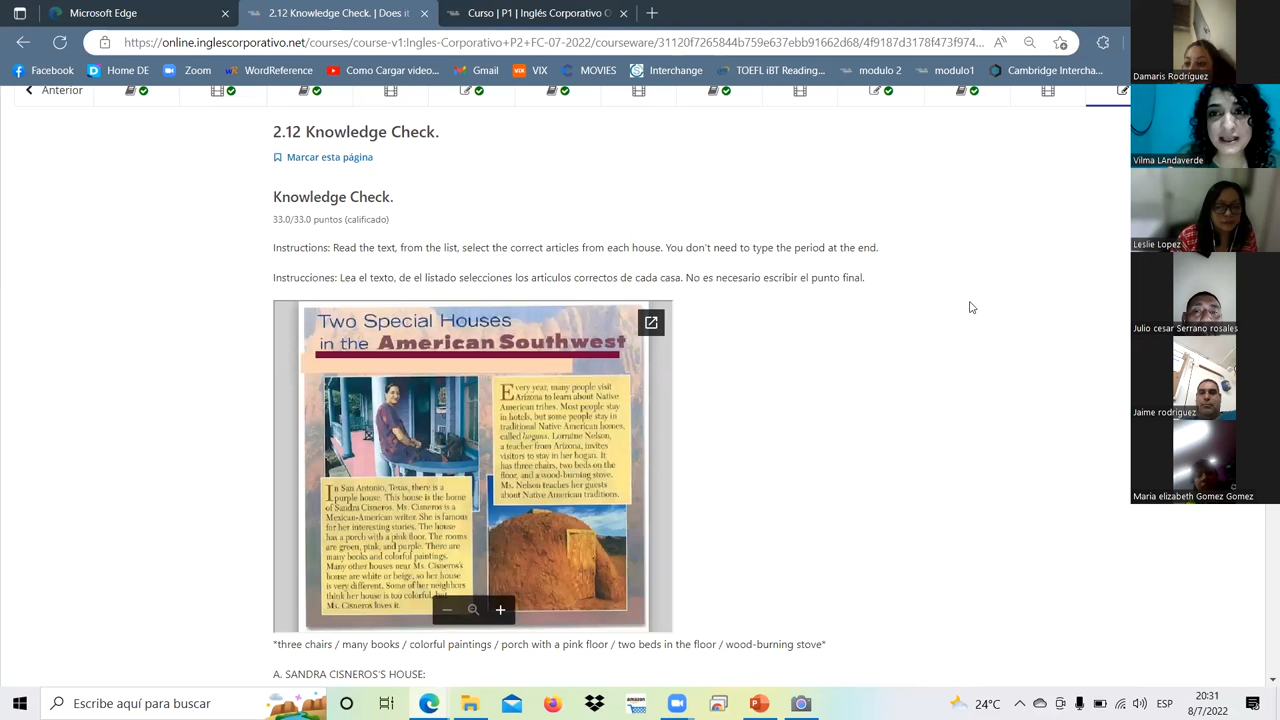 Microsoft Edge
2.12 Knowledge Check. | Does it
Curso | P1 | Inglés Corporativo
https://online.inglescorporativo.net/courses/course-v1:Ingles-Corporativo+P2+FC-07-2022/courseware/31120f7265844b759e637ebb91662d68/4f9187d3178f473f974...
Facebook
Home DE
Zoom
WordReference
Como Cargar video...
Gmail
VIX
MOVIES
Interchange
TOEFL iBT Reading...
modulo 2
modulo1
Cambridge Intercha...
Anterior
2.12 Knowledge Check.
Marcar esta página
Knowledge Check.
33.0/33.0 puntos (calificado)
Instructions: Read the text, from the list, select the correct articles from each house. You don't need to type the period at the end.
Instrucciones: Lea el texto, de el listado selecciones los articulos correctos de cada casa. No es necesario escribir el punto final.
Two Special Houses
in the American Southwest
Every year, many people visit
Arizona to learn about Native
American tribes. Most people stay
in hotels, but some people stay in
traditional Native American homes,
called hogans. Lorraine Nelson,
a teacher from Arizona, invites
visitors to stay in her hogan. It
has three chairs, two beds on the
floor, and a wood-burning stove.
Ms. Nelson teaches her guests
about Native American traditions.
In San Antonio, Texas, there is a
purple house. This house is the home
of Sandra Cisneros. Ms. Cisneros is a
Mexican-American writer. She is famous
for her interesting stories. The house
has a porch with a pink floor. The rooms
are green, pink, and purple. There are
many books and colorful paintings.
Many other houses near Ms. Cisneros's
house are white or beige, so her house
is very different. Some of her neighbors
think her house is too colorful, but
Ms. Cisneros loves it.
*three chairs / many books / colorful paintings / porch with a pink floor / two beds in the floor / wood-burning stove*
A. SANDRA CISNEROS'S HOUSE:
Damaris Rodríguez
Vilma LAndaverde
Leslie Lopez
Julio cesar Serrano rosales
Jaime rodriguez
Maria elizabeth Gomez Gomez
Escribe aquí para buscar
amazon
24°C
ESP
20:31
8/7/2022